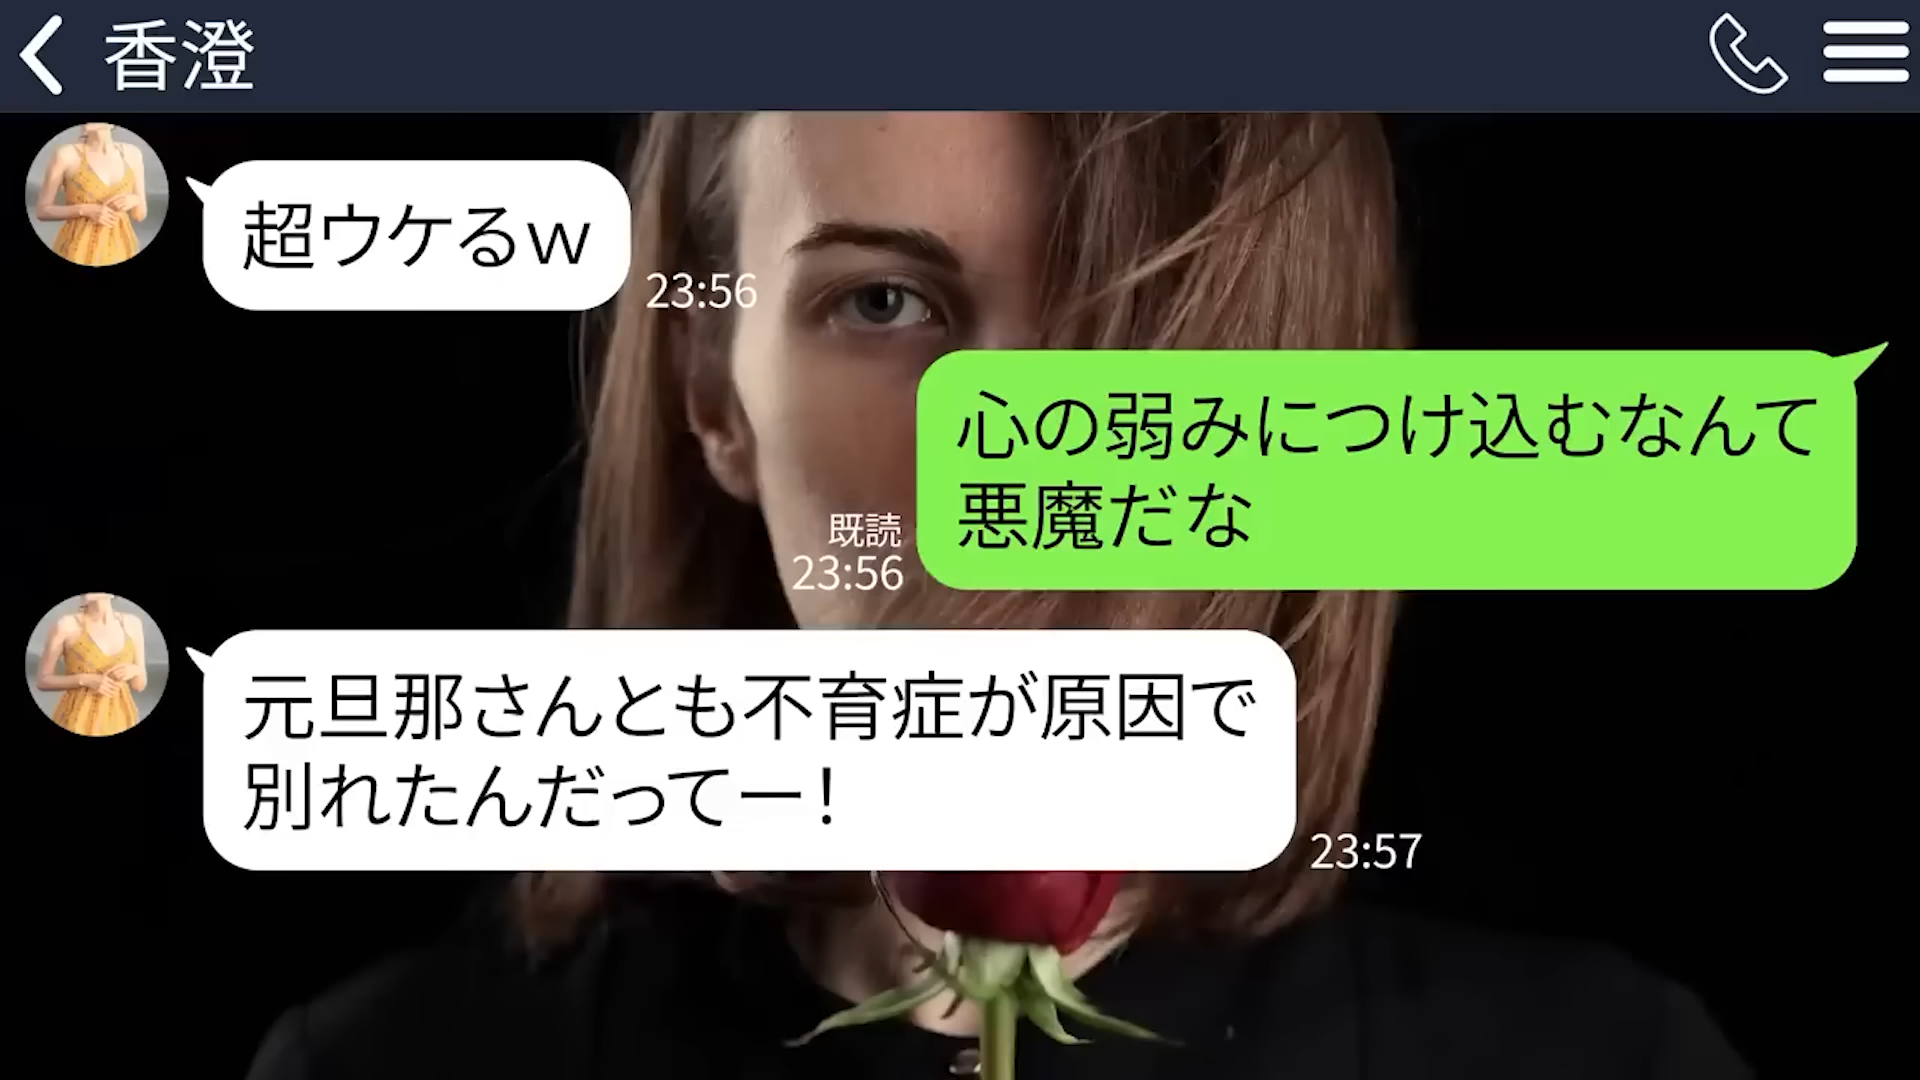 香澄
超ウケるw
23:56
心の弱みにつけ込むなんて
悪魔だな
既読
23:56
元旦那さんとも不育症が原因で
別れたんだってー！
23:57